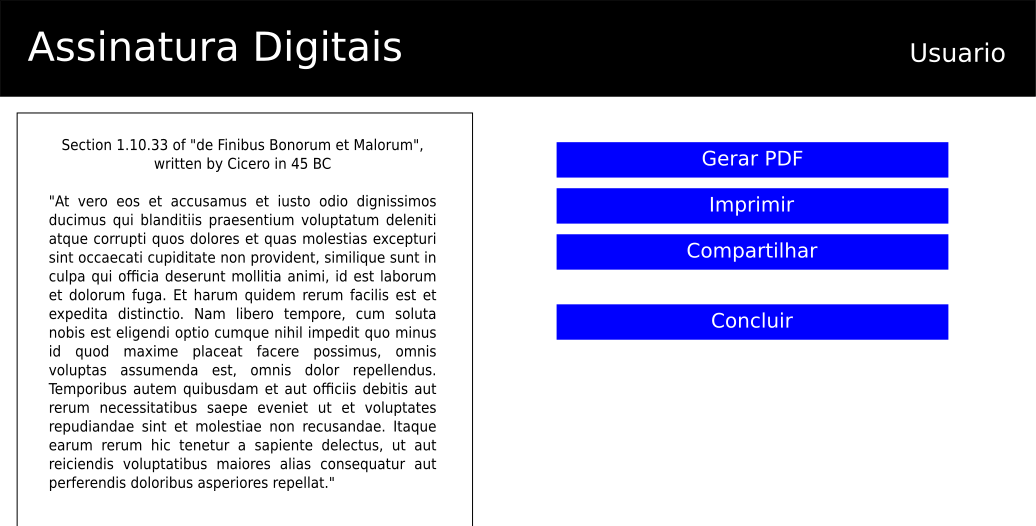 Assinatura Digitais
Usuario
Section 1.10.33 of "de Finibus Bonorum et Malorum",
written by Cicero in 45 BC
"At vero eos et accusamus et iusto odio dignissimos
ducimus qui blanditiis praesentium voluptatum deleniti
atque corrupti quos dolores et quas molestias excepturi
sint occaecati cupiditate non provident, similique sunt in
culpa qui officia deserunt mollitia animi, id est laborum
et dolorum fuga. Et harum quidem rerum facilis est et
expedita distinctio. Nam libero tempore, cum soluta
nobis est eligendi optio cumque nihil impedit quo minus
id quod maxime placeat facere possimus, omnis
voluptas assumenda est, omnis dolor repellendus.
Temporibus autem quibusdam et aut officiis debitis aut
rerum necessitatibus saepe eveniet ut et voluptates
repudiandae sint et molestiae non recusandae. Itaque
earum rerum hic tenetur a sapiente delectus, ut aut
reiciendis voluptatibus maiores alias consequatur aut
perferendis doloribus asperiores repellat."
Gerar PDF
Imprimir
Compartilhar
Concluir